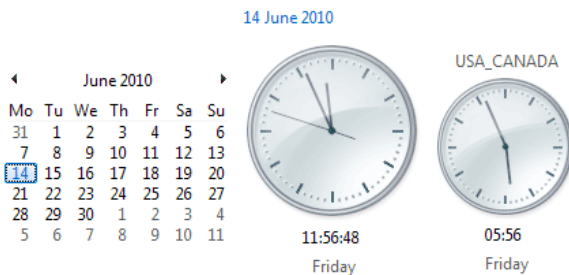 14 June 2010
June 2010
Mo Tu We Th Fr Sa Su
31 1 2 3 4 5 6
7 8 9 10 11 12 13
14 15 16 17 18 19 20
21 22 23 24 25 26 27
28 29 30 1 2 3 4
5 6 7 8 9 10 11
11:56:48
Friday
USA_CANADA
05:56
Friday